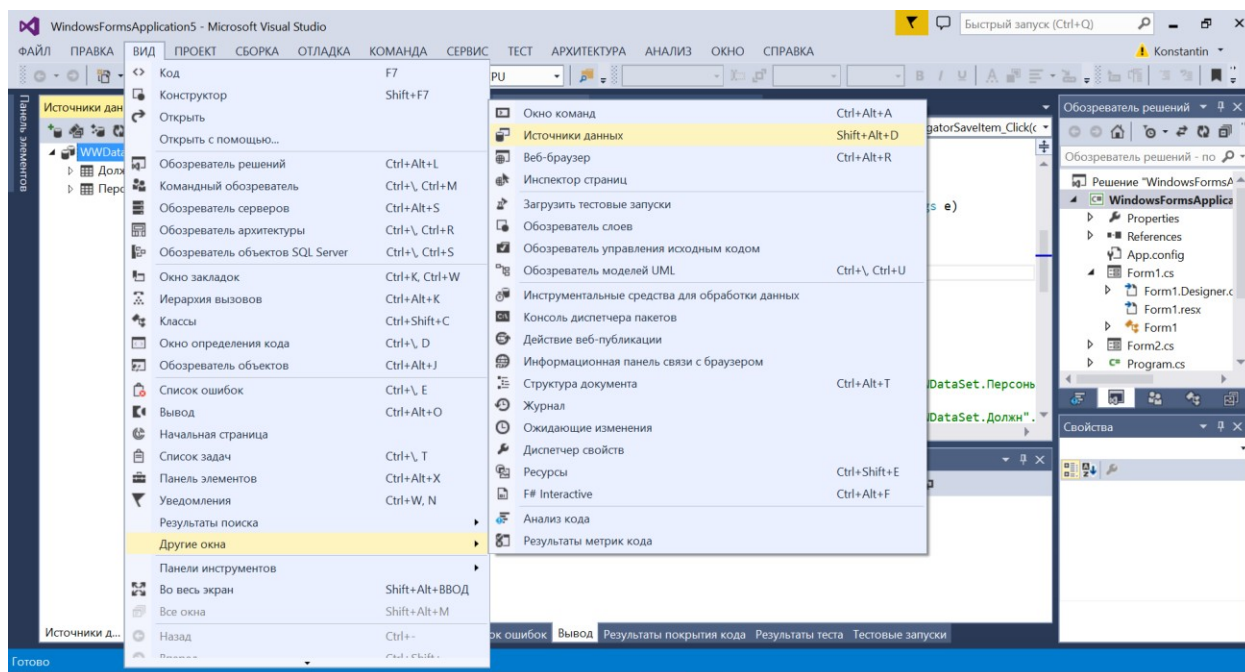 WindowsFormsApplication5 - Microsoft Visual Studio
Быстрый запуск (Ctrl+Q)
ФАЙЛ ПРАВКА ВИД ПРОЕКТ СБОРКА ОТЛАДКА КОМАНДА СЕРВИС ТЕСТ АРХИТЕКТУРА АНАЛИЗ ОКНО СПРАВКА
Konstantin
PU
Панель элементов
Источники дан
WWData
Долж
Перс
Источники д...
Код F7
Конструктор Shift+F7
Открыть
Открыть с помощью...
Обозреватель решений Ctrl+Alt+L
Командный обозреватель Ctrl+\, Ctrl+M
Обозреватель серверов Ctrl+Alt+S
Обозреватель архитектуры Ctrl+\, Ctrl+R
Обозреватель объектов SQL Server Ctrl+\, Ctrl+S
Окно закладок Ctrl+K, Ctrl+W
Иерархия вызовов Ctrl+Alt+K
Классы Ctrl+Shift+C
Окно определения кода Ctrl+\, D
Обозреватель объектов Ctrl+Alt+J
Список ошибок Ctrl+\, E
Вывод Ctrl+Alt+O
Начальная страница
Список задач Ctrl+\, T
Панель элементов Ctrl+Alt+X
Уведомления Ctrl+W, N
Результаты поиска
Другие окна
Панели инструментов
Во весь экран Shift+Alt+ВВОД
Все окна Shift+Alt+M
Назад Ctrl+-
Окно команд Ctrl+Alt+A
Источники данных Shift+Alt+D
Веб-браузер Ctrl+Alt+R
Инспектор страниц
Загрузить тестовые запуски
Обозреватель слоев
Обозреватель управления исходным кодом
Обозреватель моделей UML Ctrl+\, Ctrl+U
Инструментальные средства для обработки данных
Консоль диспетчера пакетов
Действие веб-публикации
Информационная панель связи с браузером
Структура документа Ctrl+Alt+T
Журнал
Ожидающие изменения
Диспетчер свойств
Ресурсы Ctrl+Shift+E
F# Interactive Ctrl+Alt+F
Анализ кода
Результаты метрик кода
gatorSaveItem_Click(c
s e)
DataSet.Персонь
DataSet.Должн".
ок ошибок Вывод Результаты покрытия кода Результаты теста Тестовые запуски
Обозреватель решений
Обозреватель решений - по
Решение "WindowsFormsA
WindowsFormsApplica
Properties
References
App.config
Form1.cs
Form1.Designer.c
Form1.resx
Form1
Form2.cs
Program.cs
Свойства
Готово